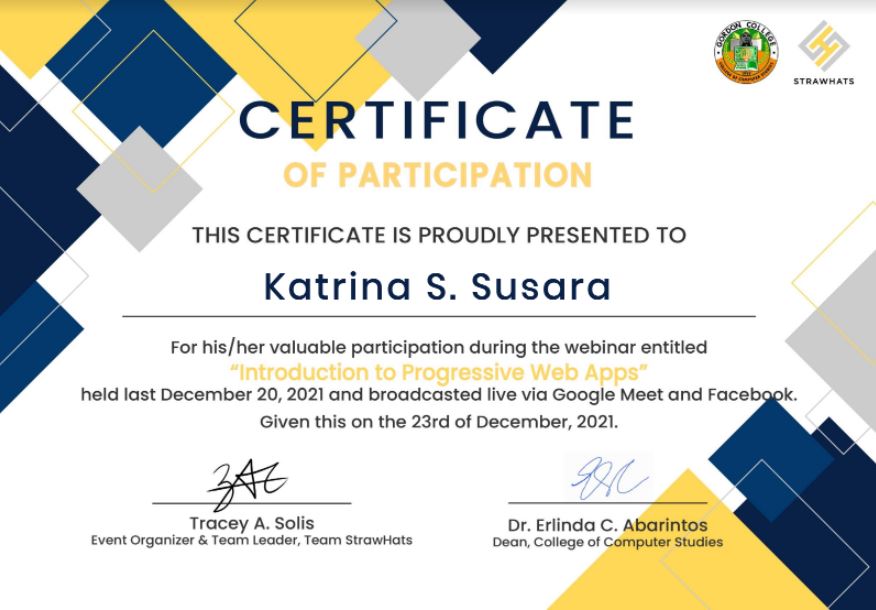 GORDON COLLEGE
COLLEGE OF COMPUTER STUDIES
STRAWHATS
CERTIFICATE
OF PARTICIPATION
THIS CERTIFICATE IS PROUDLY PRESENTED TO
Katrina S. Susara
For his/her valuable participation during the webinar entitled
“Introduction to Progressive Web Apps”
held last December 20, 2021 and broadcasted live via Google Meet and Facebook.
Given this on the 23rd of December, 2021.
Tracey A. Solis
Event Organizer & Team Leader, Team StrawHats
Dr. Erlinda C. Abarintos
Dean, College of Computer Studies